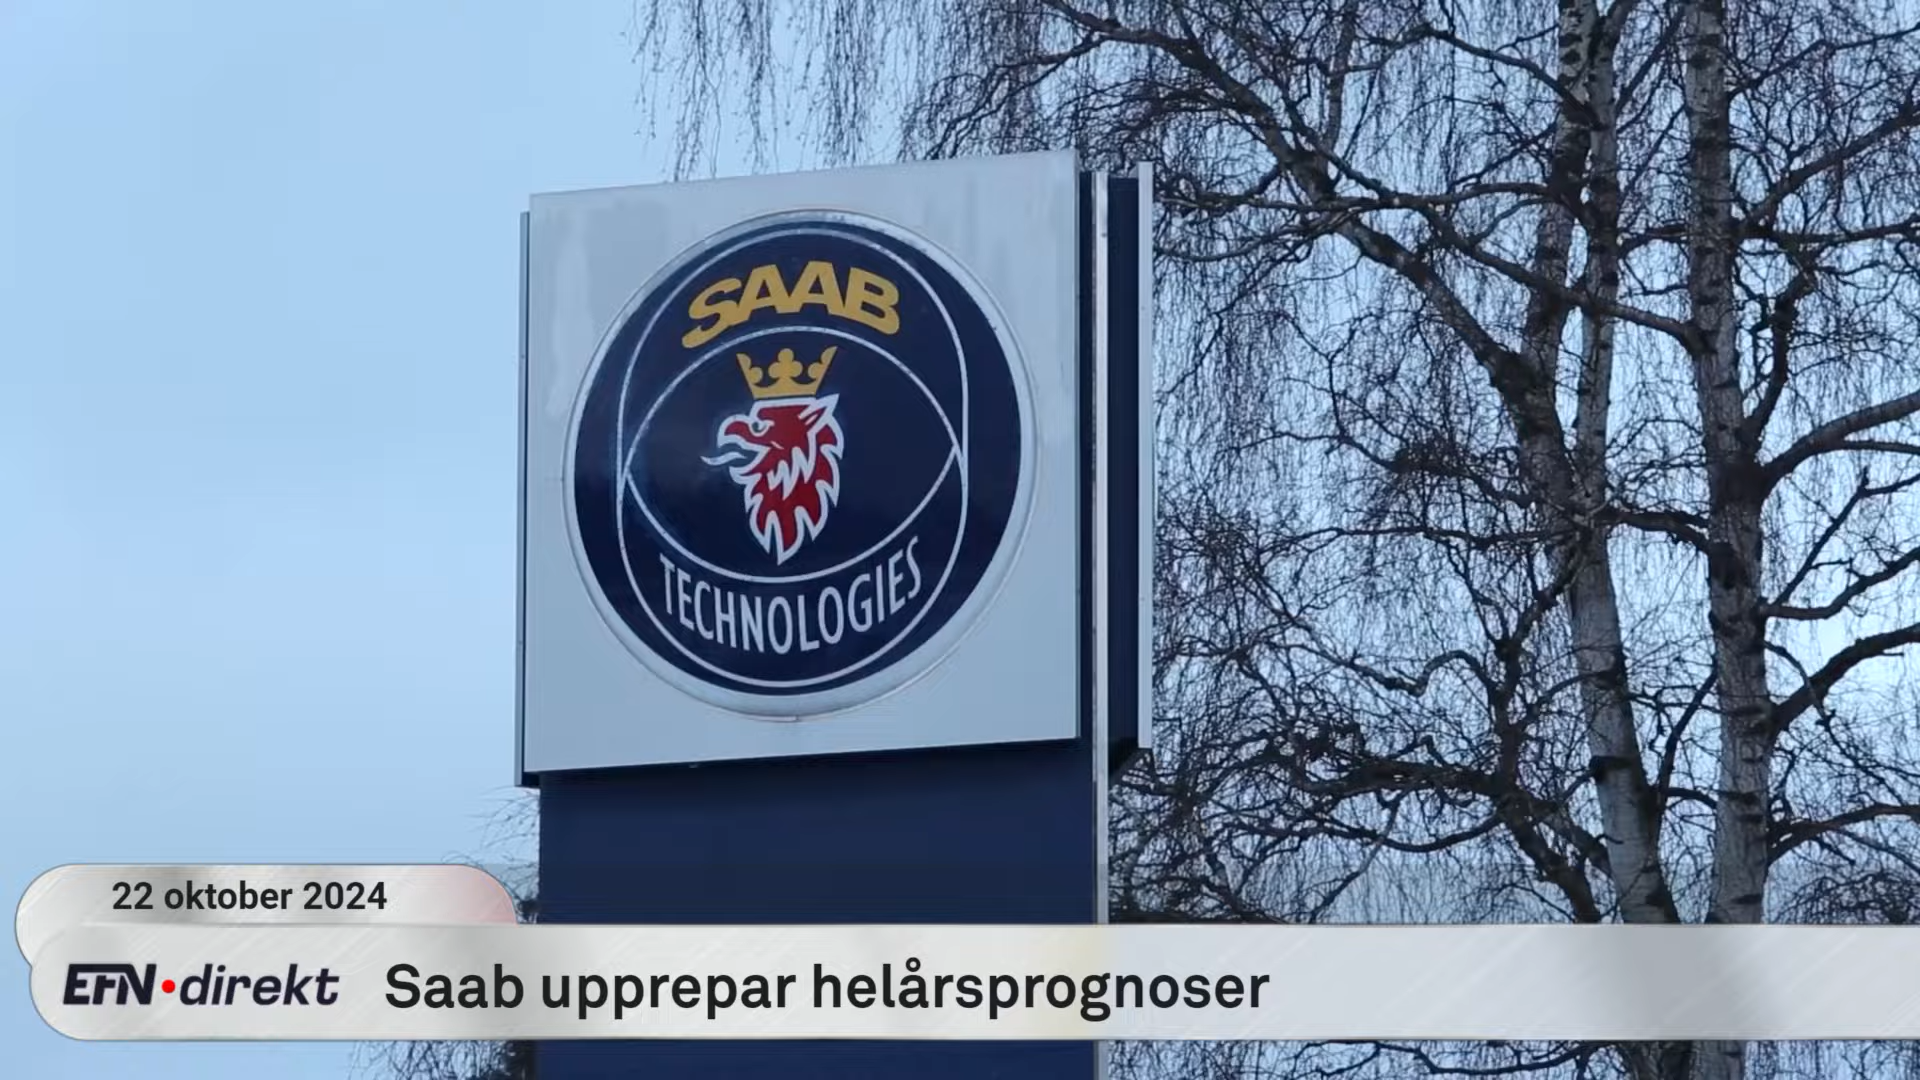 SAAB
TECHNOLOGIES
22 oktober 2024
EFN direkt
Saab upprepar helårsprognoser